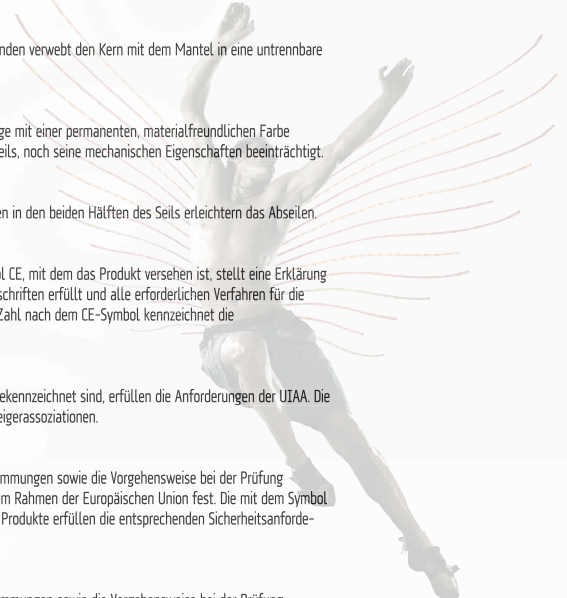 nden verwebt den Kern mit dem Mantel in eine untrennbare
ge mit einer permanenten, materialfreundlichen Farbe
eils, noch seine mechanischen Eigenschaften beeinträchtigt.
en in den beiden Hälften des Seils erleichtern das Abseilen.
ol CE, mit dem das Produkt versehen ist, stellt eine Erklärung
schriften erfüllt und alle erforderlichen Verfahren für die
Zahl nach dem CE-Symbol kennzeichnet die
ekennzeichnet sind, erfüllen die Anforderungen der UIAA. Die
eigerassoziationen.
mmungen sowie die Vorgehensweise bei der Prüfung
m Rahmen der Europäischen Union fest. Die mit dem Symbol
Produkte erfüllen die entsprechenden Sicherheitsanforde-